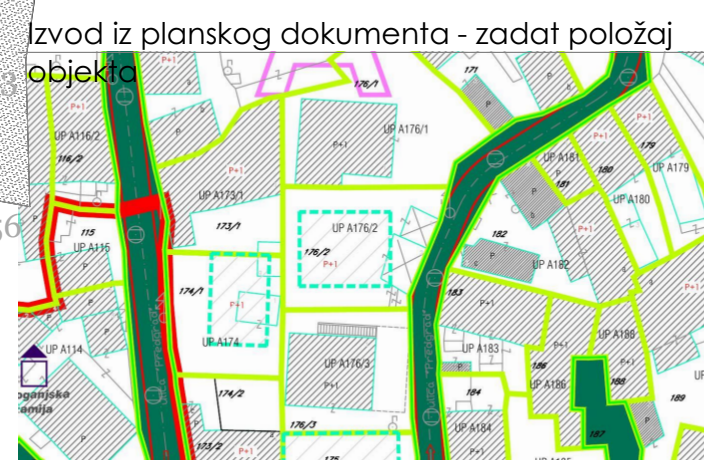 Izvod iz planskog dokumenta - zadat položaj
objekta
176/1
171
P
P+1
UP A116/2
116/2
P+1
P
UP A176/1
P+1
UP A181
181
180
179
UP A179
UP A180
UP A173/1
173/1
115
UP A115
P
UP A176/2
176/2
P+1
182
UP A182
174/1
P+1
183
P+1
UP A174
UP A114
P
UP A176/3
P+1
UP A183
UP A188
P+1
186
UP A186
188
184
189
174/2
176/3
UP A184
187
173/2
P+1
175